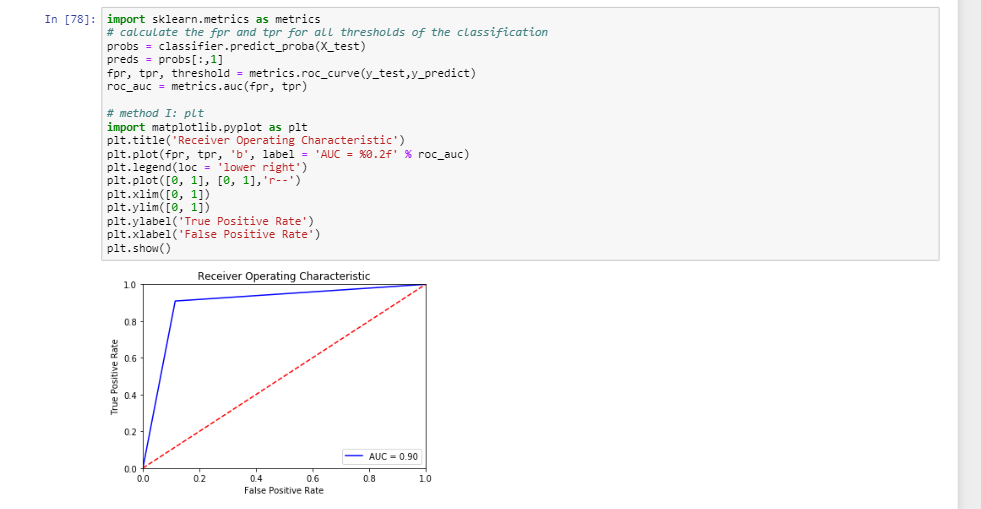 In [78]: import sklearn.metrics as metrics
# calculate the fpr and tpr for all thresholds of the classification
probs = classifier.predict_proba(X_test)
preds = probs[:,1]
fpr, tpr, threshold = metrics.roc_curve(y_test,y_predict)
roc_auc = metrics.auc(fpr, tpr)
# method I: plt
import matplotlib.pyplot as plt
plt.title('Receiver Operating Characteristic')
plt.plot(fpr, tpr, 'b', label = 'AUC = %0.2f' % roc_auc)
plt.legend(loc = 'lower right')
plt.plot([0, 1], [0, 1],'r--')
plt.xlim([0, 1])
plt.ylim([0, 1])
plt.ylabel('True Positive Rate')
plt.xlabel('False Positive Rate')
plt.show()
Receiver Operating Characteristic
1.0
0.8
0.6
0.4
0.2
0.0
True Positive Rate
AUC = 0.90
0.0 0.2 0.4 0.6 0.8 1.0
False Positive Rate